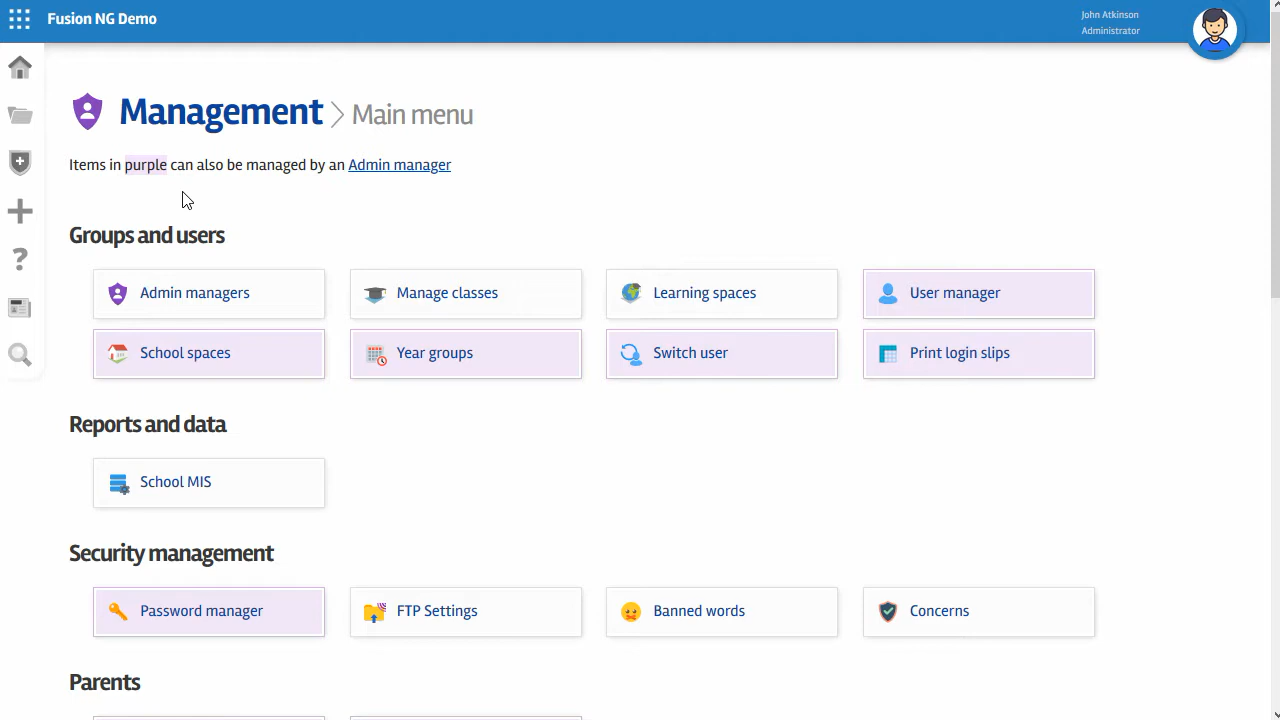 Fusion NG Demo
John Atkinson
Administrator
Management > Main menu
Items in purple can also be managed by an Admin manager
Groups and users
Admin managers
Manage classes
Learning spaces
User manager
School spaces
Year groups
Switch user
Print login slips
Reports and data
School MIS
Security management
Password manager
FTP Settings
Banned words
Concerns
Parents